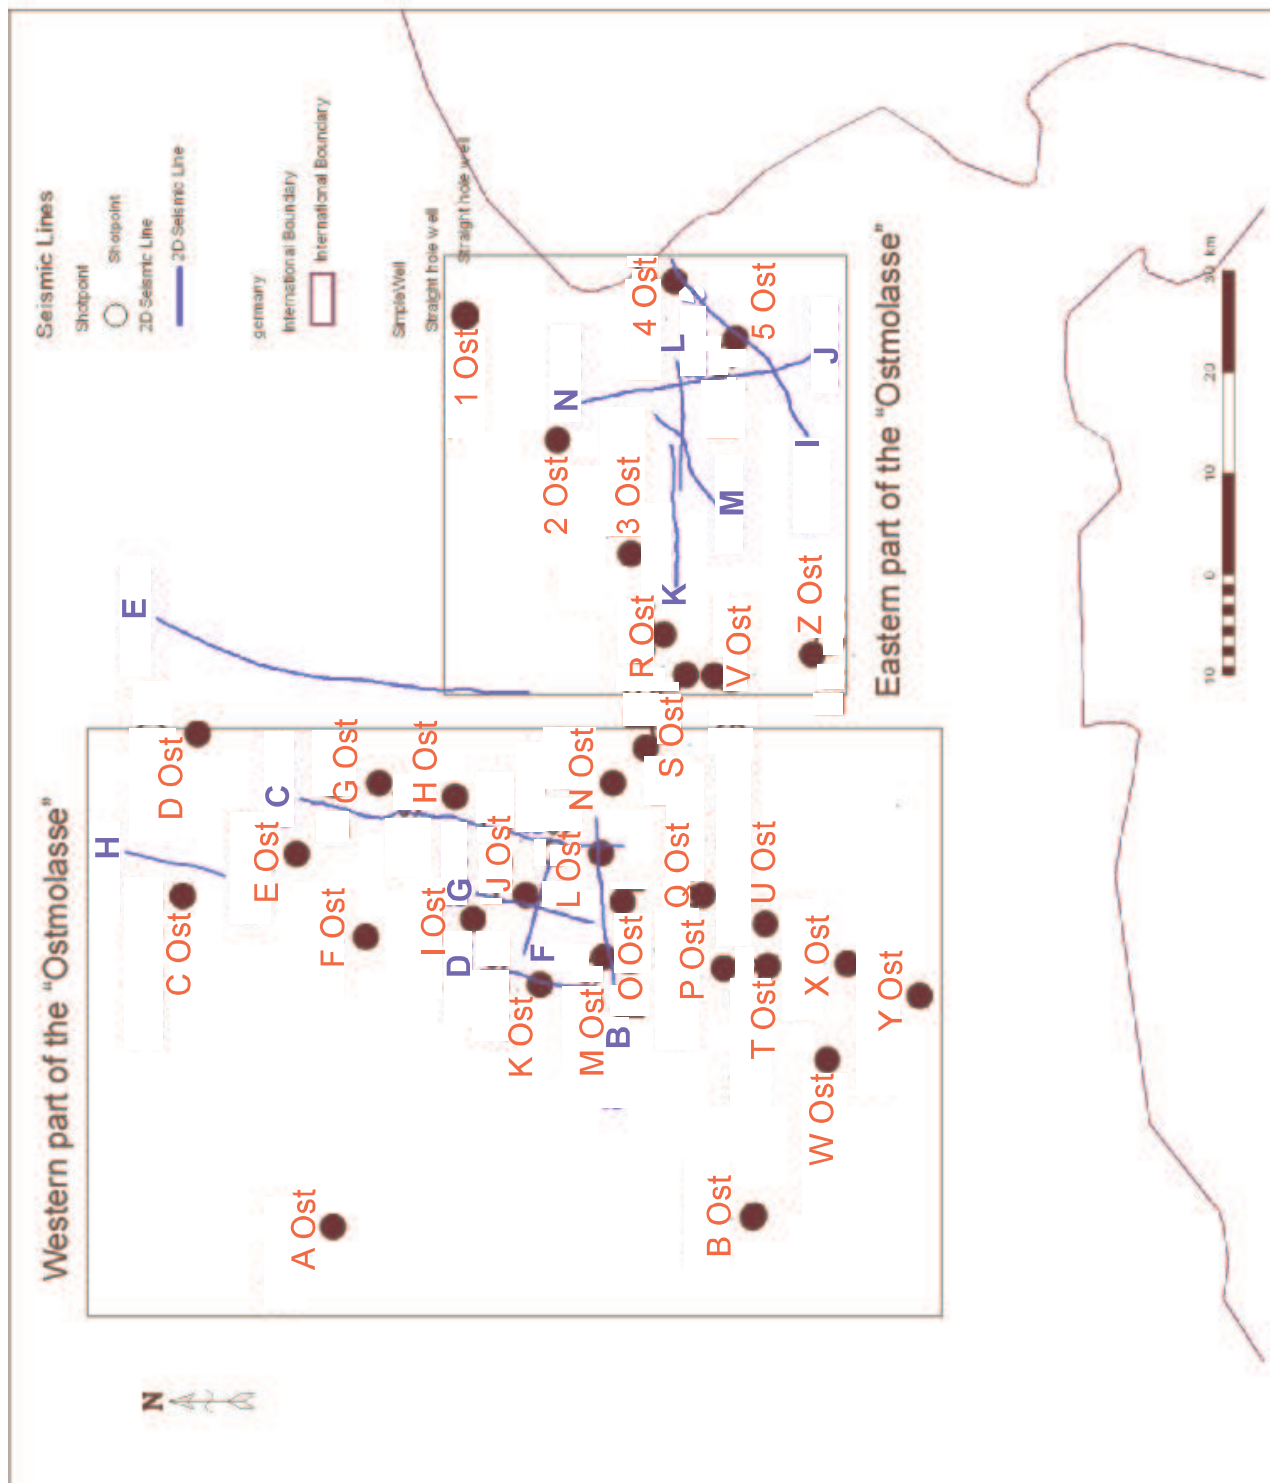 Western part of the "Ostmolasse"
Seismic Lines
Shotpoint
Shotpoint
2D Seismic Line
2D Seismic Line
germany
International Boundary
International Boundary
Simple Well
Straight hole well
Straight hole well
N
H
E
C Ost
D Ost
E Ost
C
A Ost
F Ost
G Ost
H Ost
I Ost
G
D
J Ost
K Ost
F
L Ost
N Ost
M Ost
B
O Ost
S Ost
P Ost
Q Ost
B Ost
T Ost
U Ost
W Ost
X Ost
Y Ost
1 Ost
2 Ost
N
3 Ost
4 Ost
L
R Ost
K
M
5 Ost
V Ost
J
I
Z Ost
Eastern part of the "Ostmolasse"
10 0 10 20 30 km